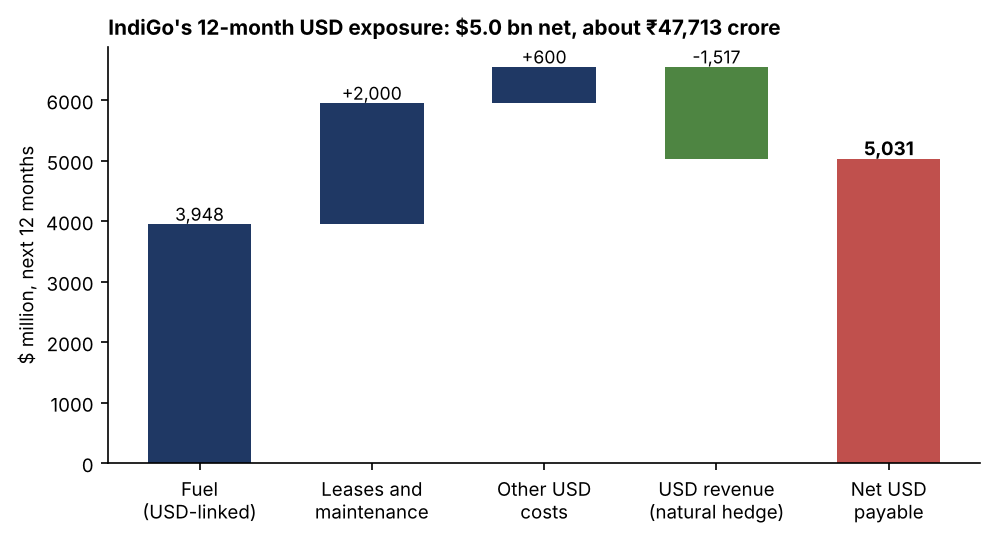 IndiGo's 12-month USD exposure: $5.0 bn net, about ₹47,713 crore
$ million, next 12 months
6000
5000
4000
3000
2000
1000
0
3,948
+2,000
+600
-1,517
5,031
Fuel
(USD-linked)
Leases and
maintenance
Other USD
costs
USD revenue
(natural hedge)
Net USD
payable